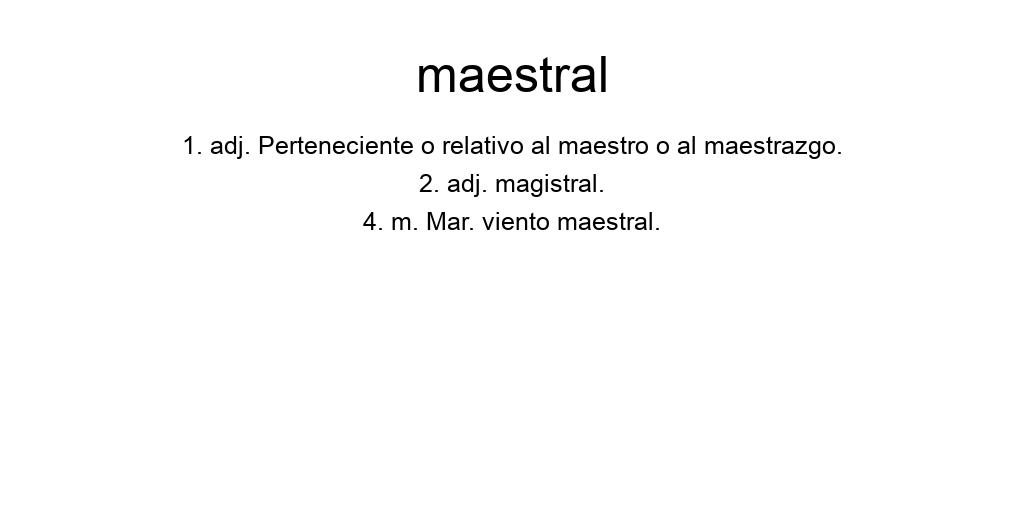 maestral
1. adj. Perteneciente o relativo al maestro o al maestrazgo.
2. adj. magistral.
4. m. Mar. viento maestral.